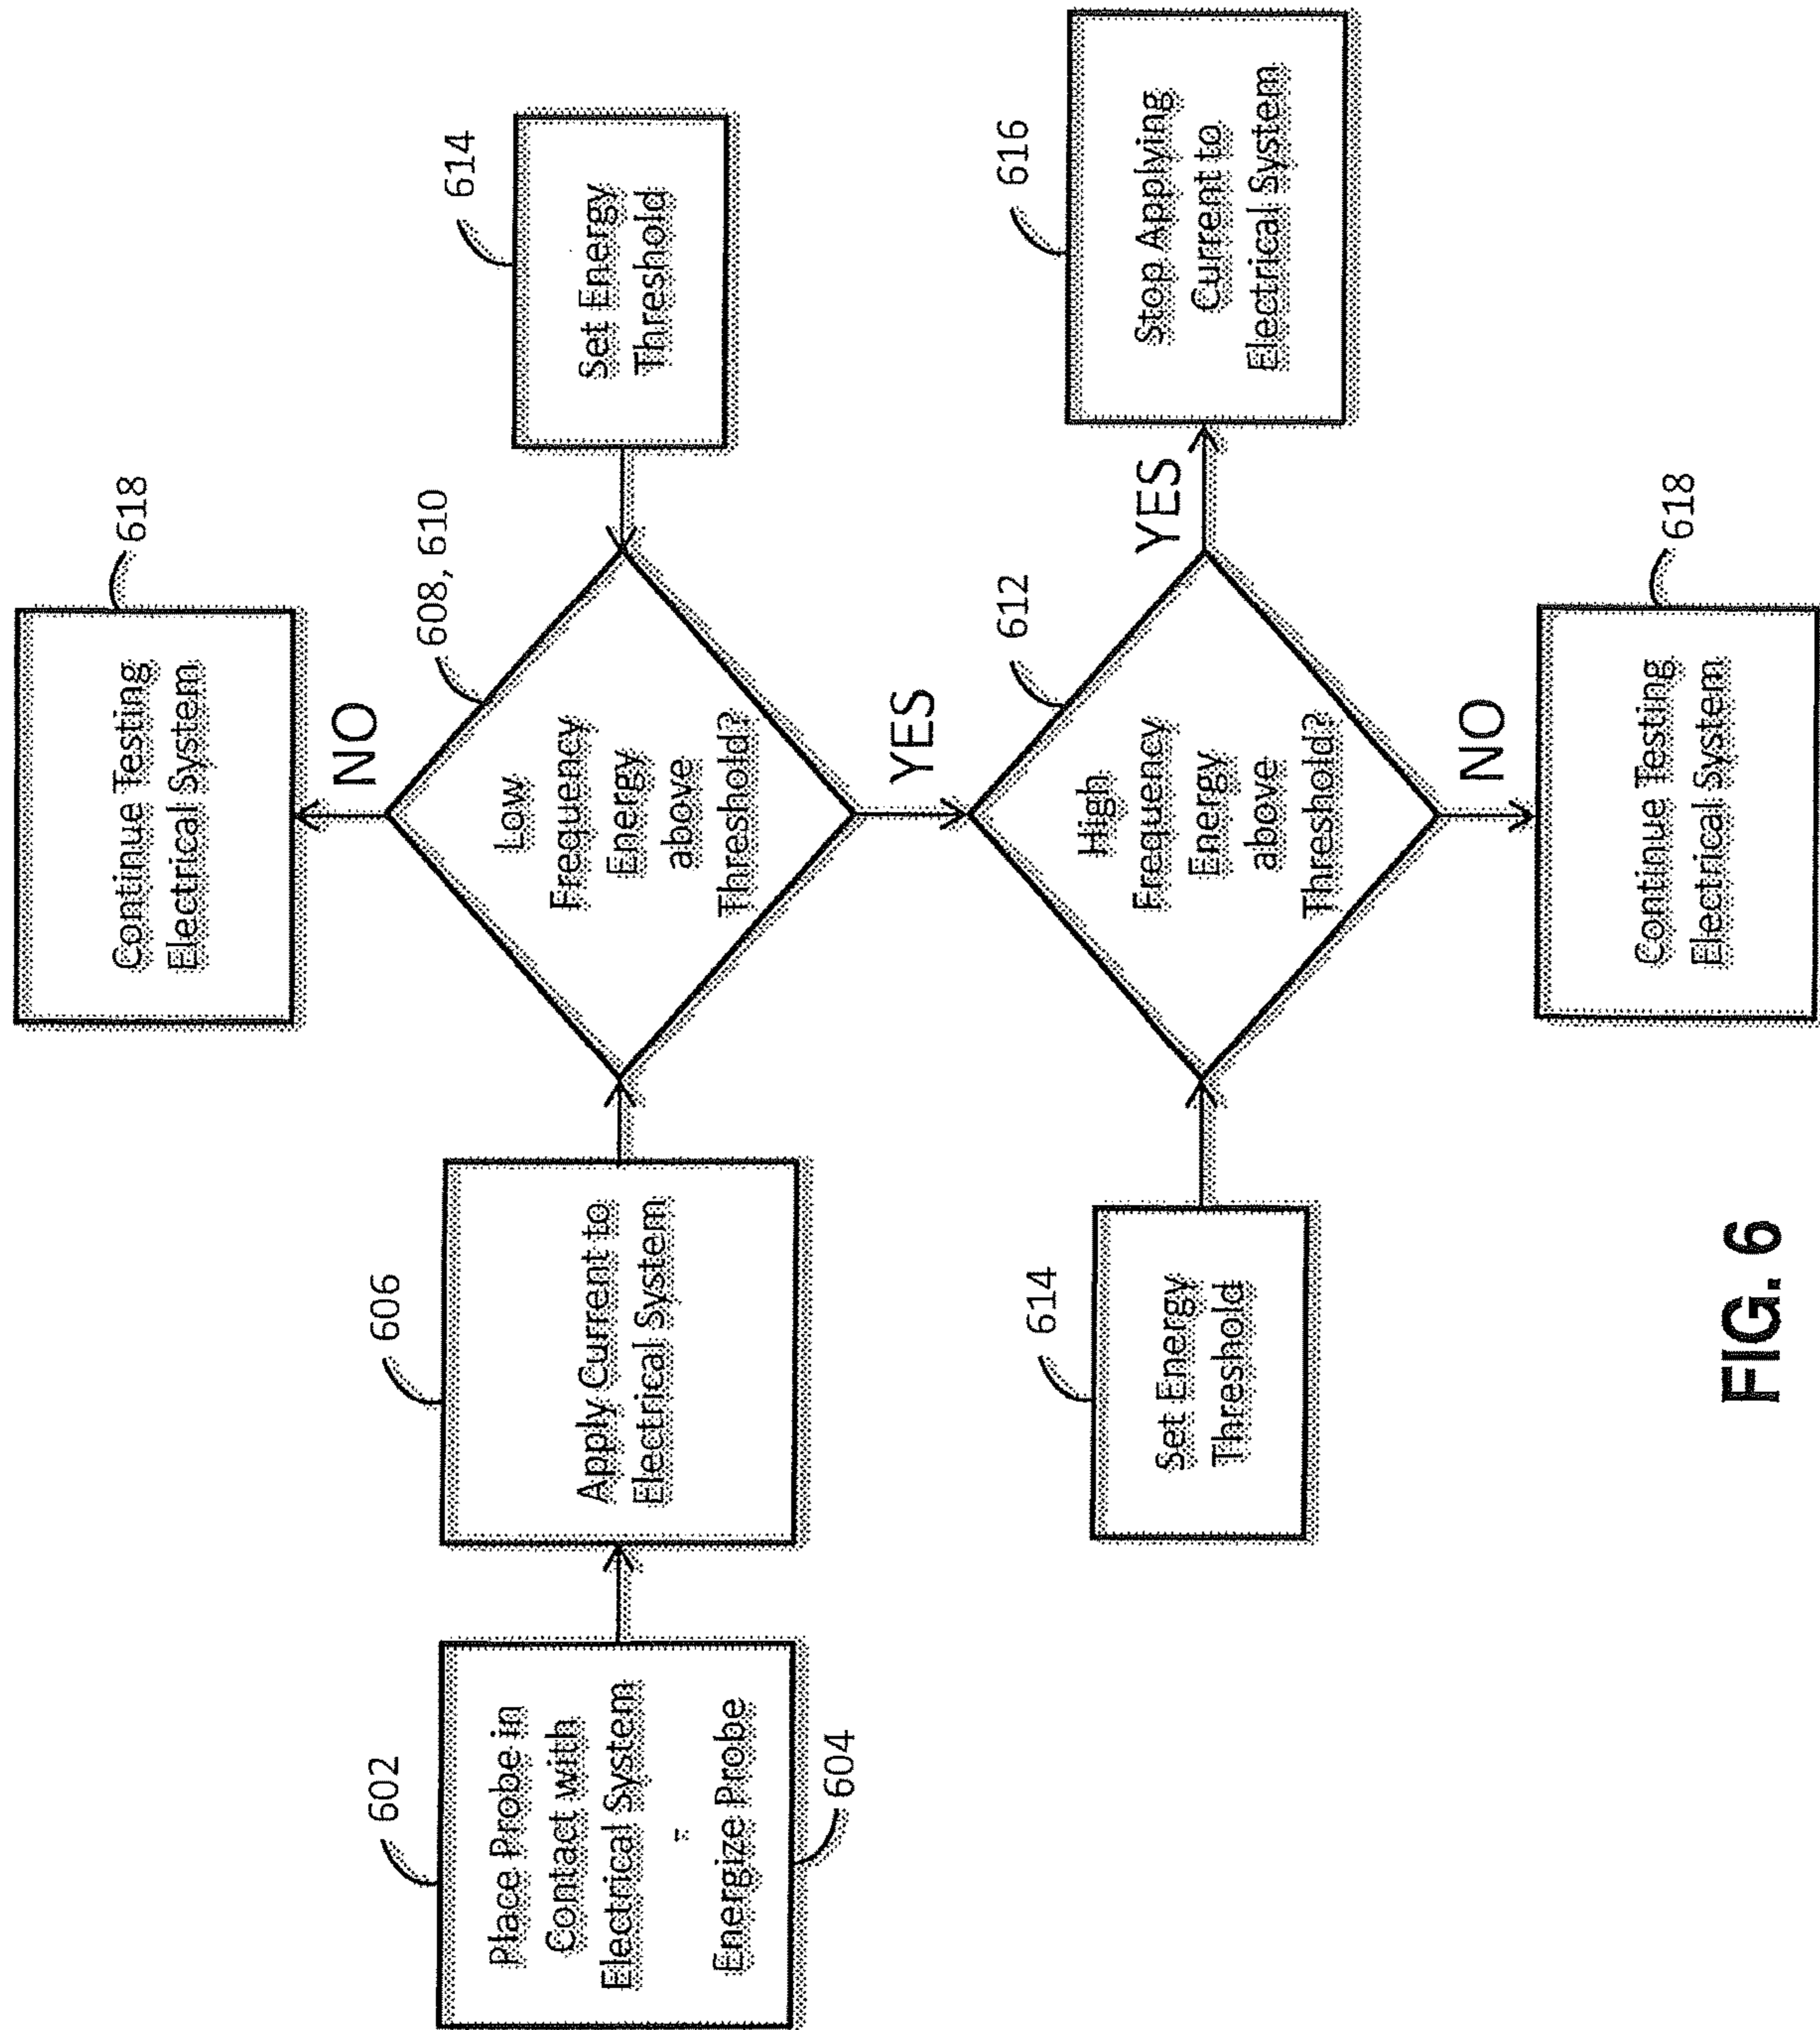 618
Continue Testing
Electrical System
NO
602
Place Probe in
Contact with
Electrical System
Energize Probe
604
606
Apply Current to
Electrical System
608, 610
Low
Frequency
Energy
above
Threshold?
614
Set Energy
Threshold
YES
614
Set Energy
Threshold
612
High
Frequency
Energy
above
Threshold?
YES
616
Stop Applying
Current to
Electrical System
NO
618
Continue Testing
Electrical System
FIG. 6